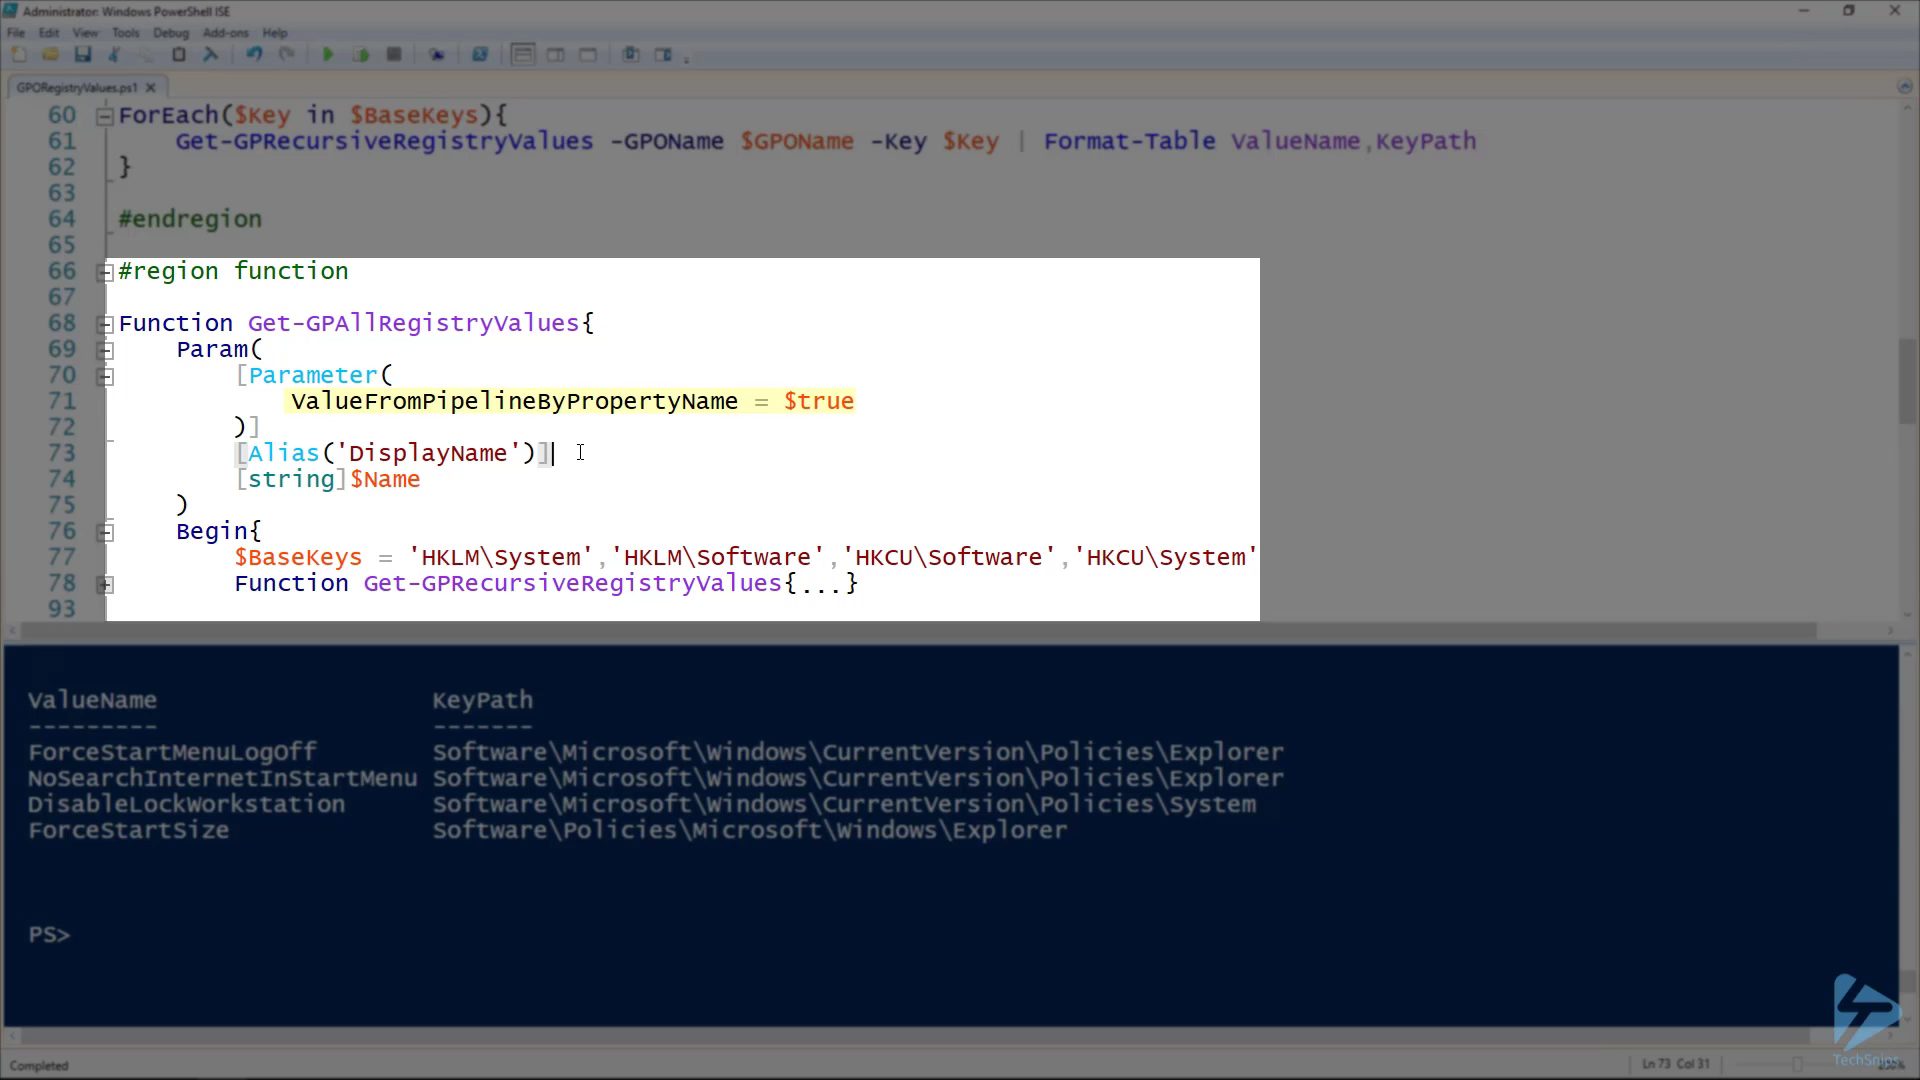 Administrator: Windows PowerShell ISE
File Edit View Tools Debug Add-ons Help
GPORegistryValues.ps1
60 ForEach($Key in $BaseKeys){
61 Get-GPRecursiveRegistryValues -GPOName $GPOName -Key $Key | Format-Table ValueName,KeyPath
62 }
63
64 #endregion
65
66 #region function
67
68 Function Get-GPAllRegistryValues{
69 Param(
70 [Parameter(
71 ValueFromPipelineByPropertyName = $true
72 )]
73 [Alias('DisplayName')]
74 [string]$Name
75 )
76 Begin{
77 $BaseKeys = 'HKLM\System','HKLM\Software','HKCU\Software','HKCU\System'
78 Function Get-GPRecursiveRegistryValues{...}
93
ValueName KeyPath
--------- -------
ForceStartMenuLogOff Software\Microsoft\Windows\CurrentVersion\Policies\Explorer
NoSearchInternetInStartMenu Software\Microsoft\Windows\CurrentVersion\Policies\Explorer
DisableLockWorkstation Software\Microsoft\Windows\CurrentVersion\Policies\System
ForceStartSize Software\Policies\Microsoft\Windows\Explorer
PS>
Completed
Ln 73 Col 31
TechSnips